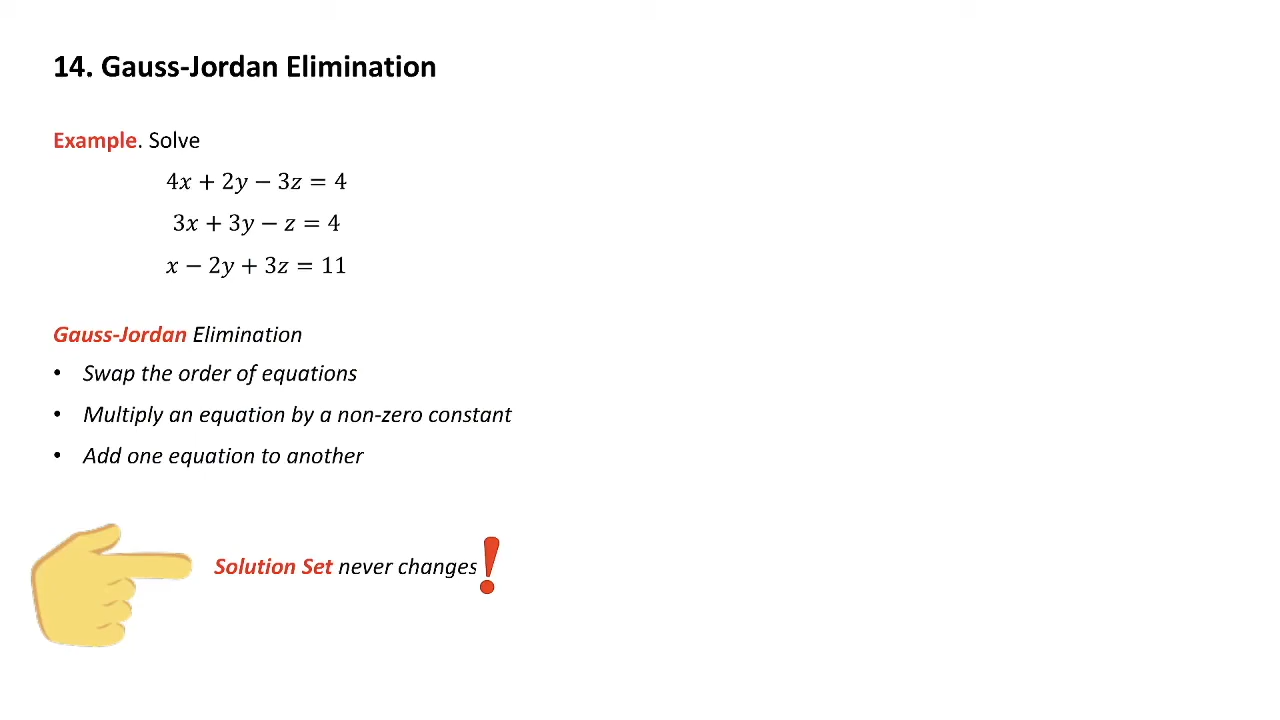 14. Gauss-Jordan Elimination
Example. Solve
4x + 2y − 3z = 4
3x + 3y − z = 4
x − 2y + 3z = 11
Gauss-Jordan Elimination
• Swap the order of equations
• Multiply an equation by a non-zero constant
• Add one equation to another
Solution Set never changes❗